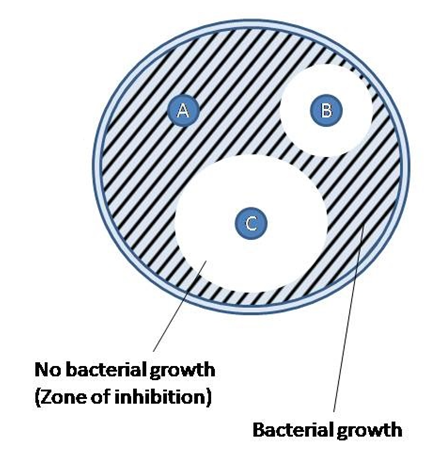 A
B
C
No bacterial growth
(Zone of inhibition)
Bacterial growth